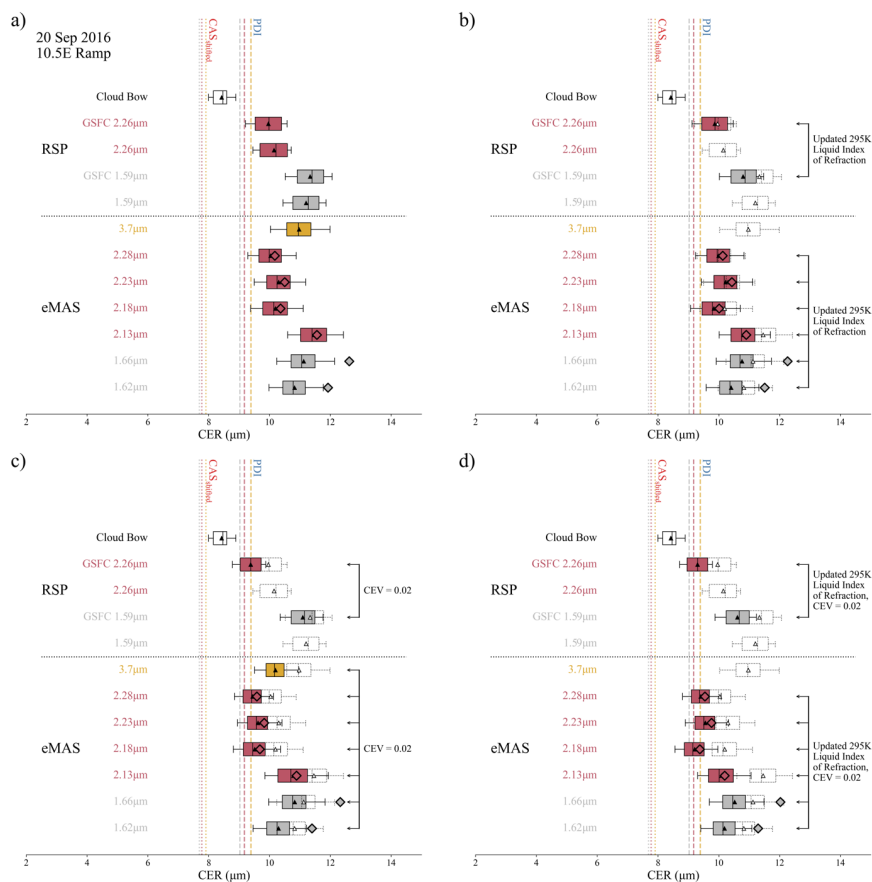 a)
20 Sep 2016
10.5E Ramp
CAS shifted
PDI
Cloud Bow
GSFC 2.26μm
RSP
2.26μm
GSFC 1.59μm
1.59μm
3.7μm
2.28μm
2.23μm
eMAS
2.18μm
2.13μm
1.66μm
1.62μm
2 4 6 8 10 12 14
CER (μm)
b)
CAS shifted
PDI
Cloud Bow
GSFC 2.26μm
RSP
2.26μm
GSFC 1.59μm
1.59μm
Updated 295K
Liquid Index
of Refraction
3.7μm
2.28μm
2.23μm
eMAS
2.18μm
2.13μm
1.66μm
1.62μm
Updated 295K
Liquid Index
of Refraction
2 4 6 8 10 12 14
CER (μm)
c)
CAS shifted
PDI
Cloud Bow
GSFC 2.26μm
RSP
2.26μm
GSFC 1.59μm
1.59μm
CEV = 0.02
3.7μm
2.28μm
2.23μm
eMAS
2.18μm
2.13μm
1.66μm
1.62μm
CEV = 0.02
2 4 6 8 10 12 14
CER (μm)
d)
CAS shifted
PDI
Cloud Bow
GSFC 2.26μm
RSP
2.26μm
GSFC 1.59μm
1.59μm
Updated 295K
Liquid Index
of Refraction,
CEV = 0.02
3.7μm
2.28μm
2.23μm
eMAS
2.18μm
2.13μm
1.66μm
1.62μm
Updated 295K
Liquid Index
of Refraction,
CEV = 0.02
2 4 6 8 10 12 14
CER (μm)